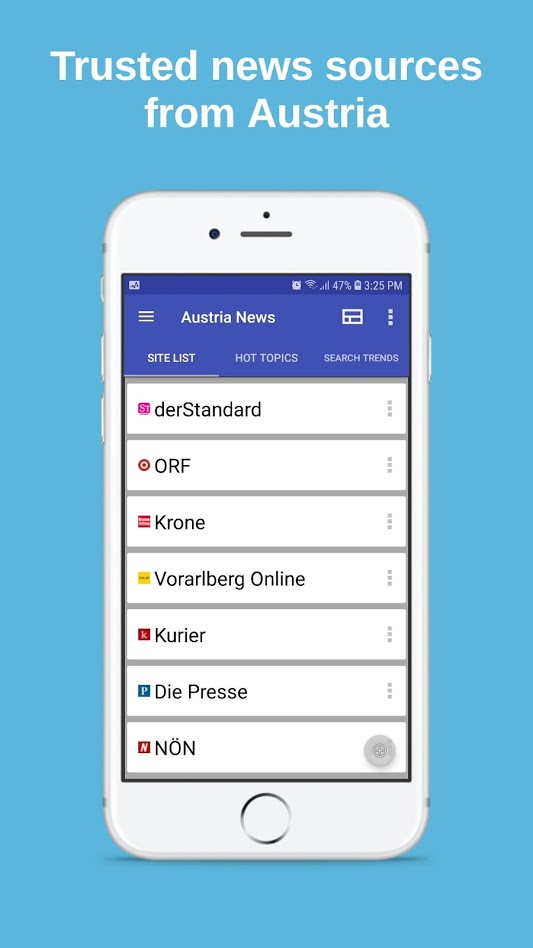 Trusted news sources
from Austria
47% 3:25 PM
Austria News
SITE LIST HOT TOPICS SEARCH TRENDS
ST derStandard
ORF
Krone
Vorarlberg Online
k Kurier
P Die Presse
N NÖN